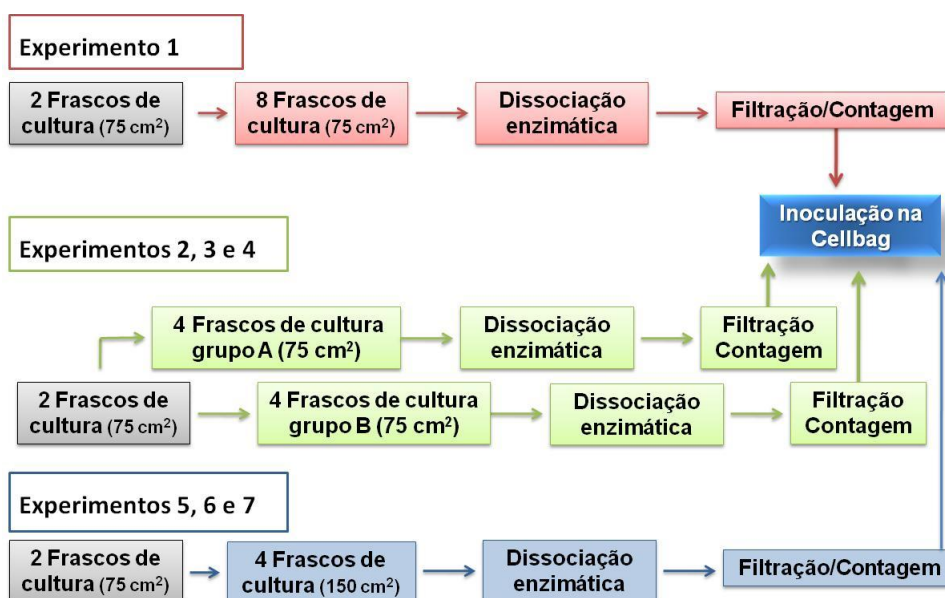 Experimento 1
2 Frascos de
cultura (75 cm²)
8 Frascos de
cultura (75 cm²)
Dissociação
enzimática
Filtração/Contagem
Inoculação na
Cellbag
Experimentos 2, 3 e 4
4 Frascos de cultura
grupo A (75 cm²)
Dissociação
enzimática
Filtração
Contagem
2 Frascos de
cultura (75 cm²)
4 Frascos de cultura
grupo B (75 cm²)
Dissociação
enzimática
Filtração
Contagem
Experimentos 5, 6 e 7
2 Frascos de
cultura (75 cm²)
4 Frascos de
cultura (150 cm²)
Dissociação
enzimática
Filtração/Contagem